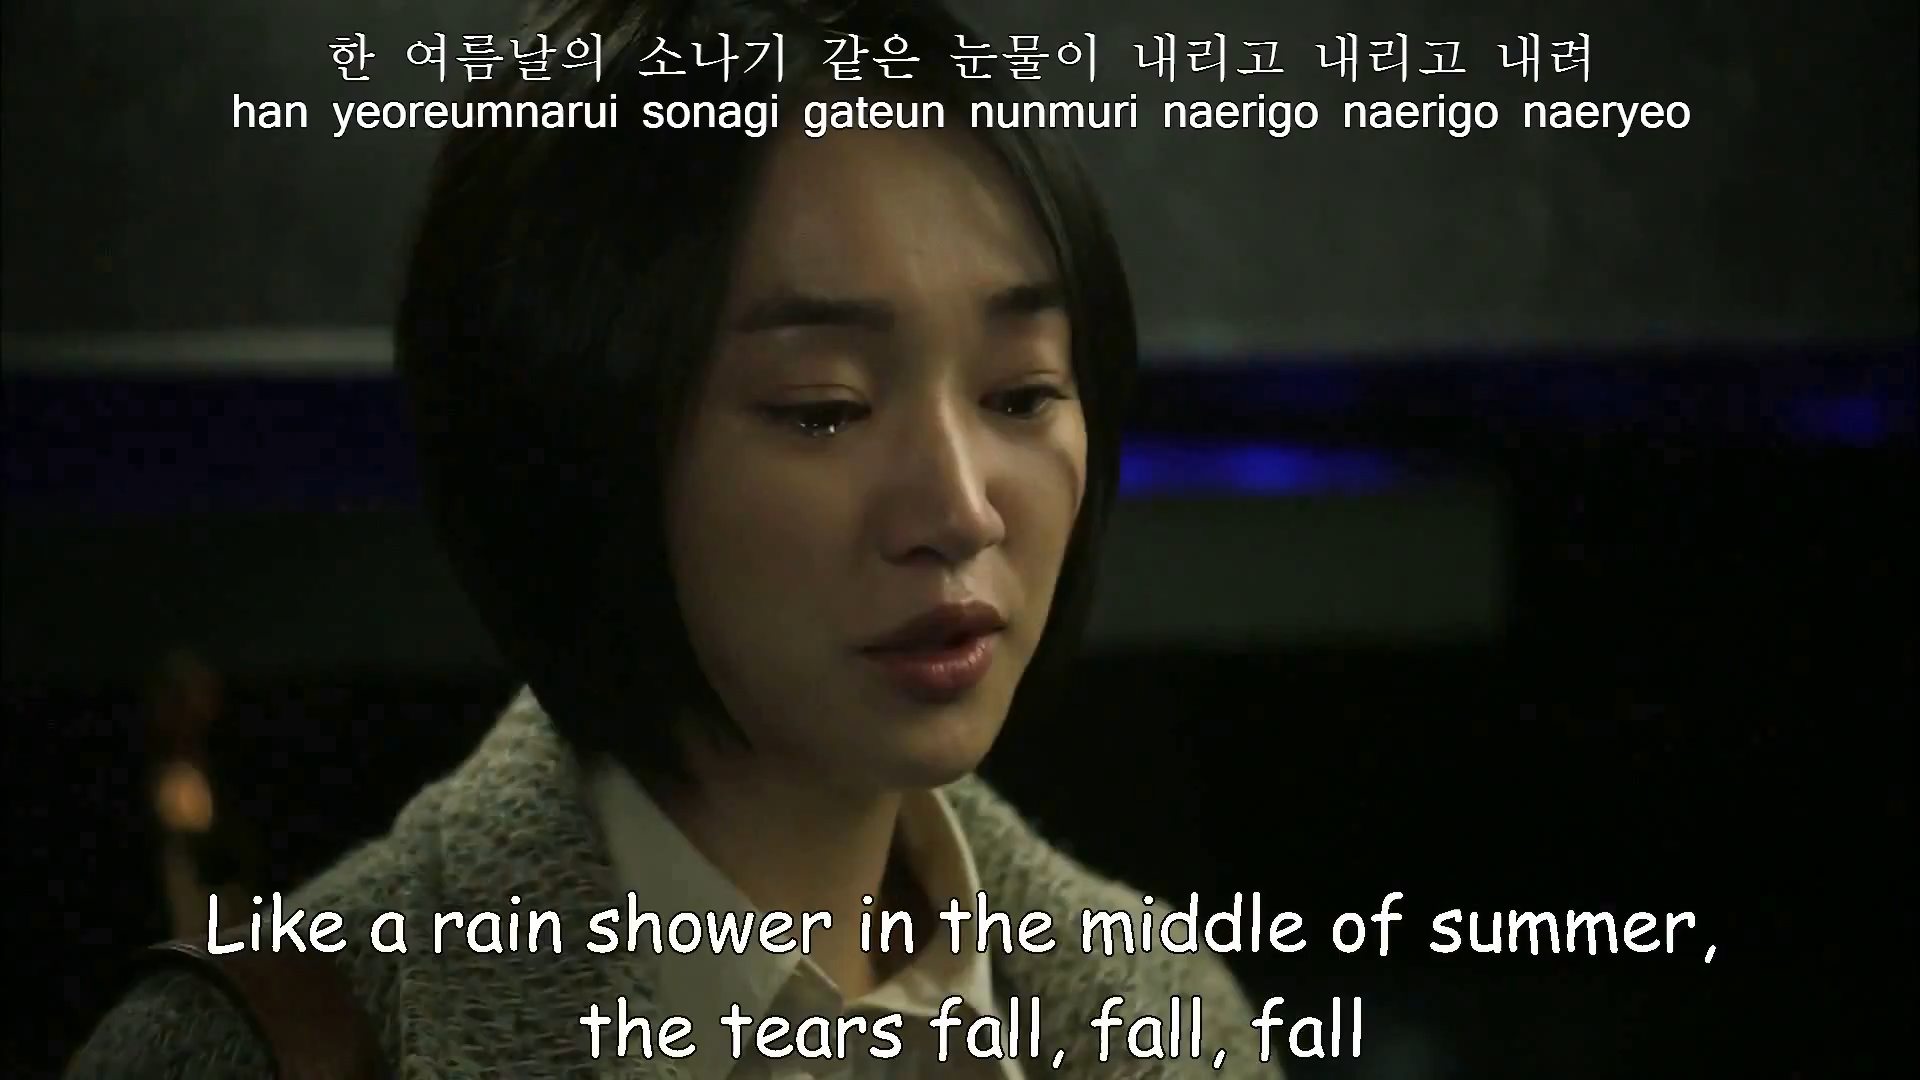 한 여름날의 소나기 같은 눈물이 내리고 내리고 내려
han yeoreumnarui sonagi gateun nunmuri naerigo naerigo naeryeo
Like a rain shower in the middle of summer,
the tears fall, fall, fall